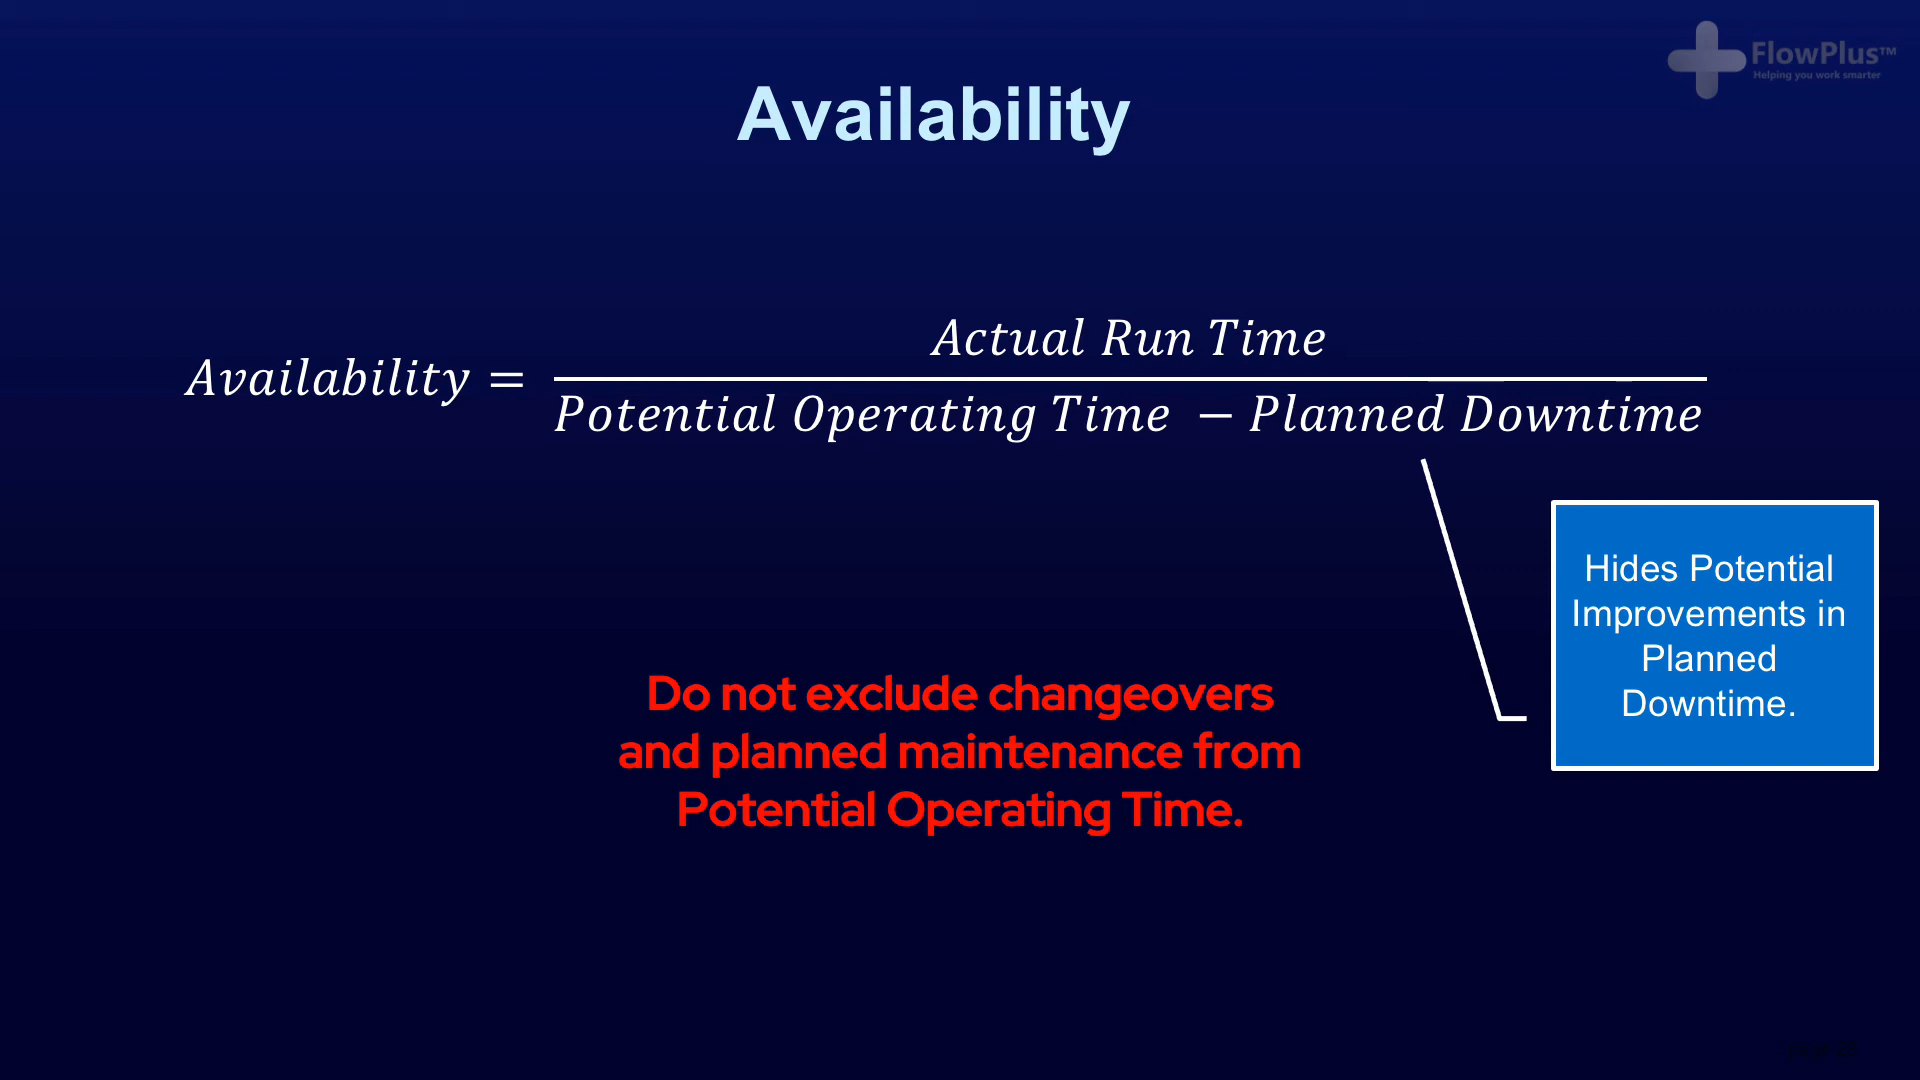 FlowPlus™
Helping you work smarter
Availability
Availability = Actual Run Time
Potential Operating Time − Planned Downtime
Hides Potential
Improvements in
Planned
Downtime.
Do not exclude changeovers
and planned maintenance from
Potential Operating Time.